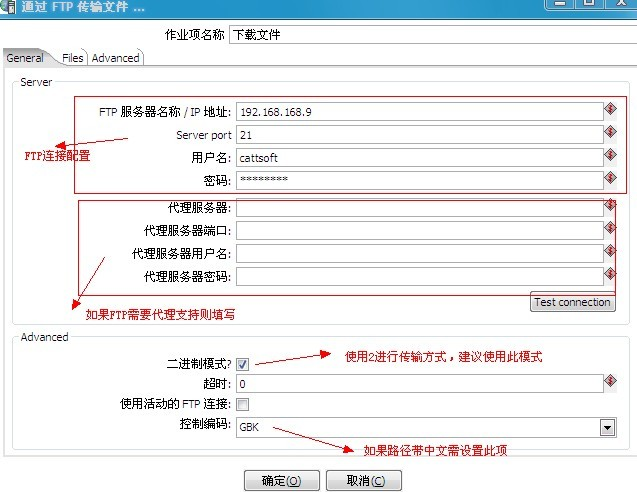 通过 FTP 传输文件 ...
作业项名称 下载文件
General Files Advanced
Server
FTP 服务器名称 / IP 地址: 192.168.168.9
Server port 21
FTP连接配置
用户名: cattsoft
密码: ********
代理服务器:
代理服务器端口:
代理服务器用户名:
代理服务器密码:
Test connection
如果FTP需要代理支持则填写
Advanced
二进制模式?
使用2进行传输方式，建议使用此模式
超时: 0
使用活动的 FTP 连接:
控制编码: GBK
如果路径带中文需设置此项
确定(O) 取消(C)